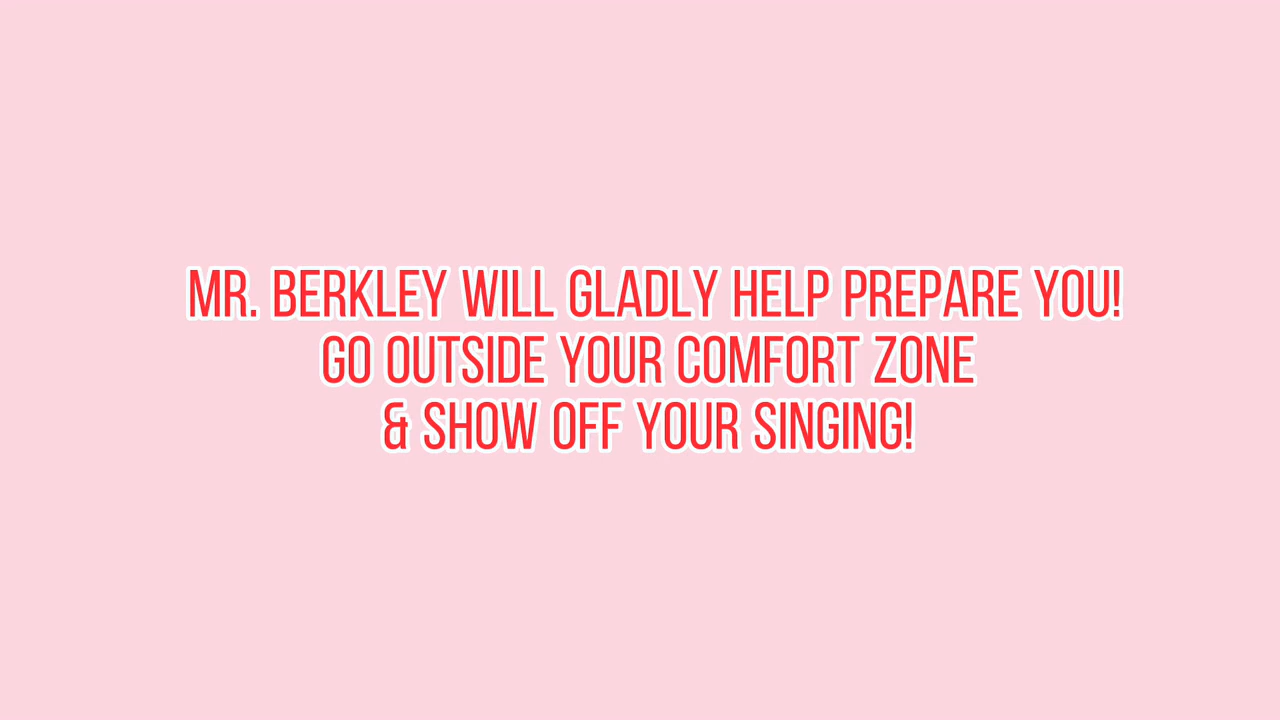 MR. BERKLEY WILL GLADLY HELP PREPARE YOU!
GO OUTSIDE YOUR COMFORT ZONE
& SHOW OFF YOUR SINGING!